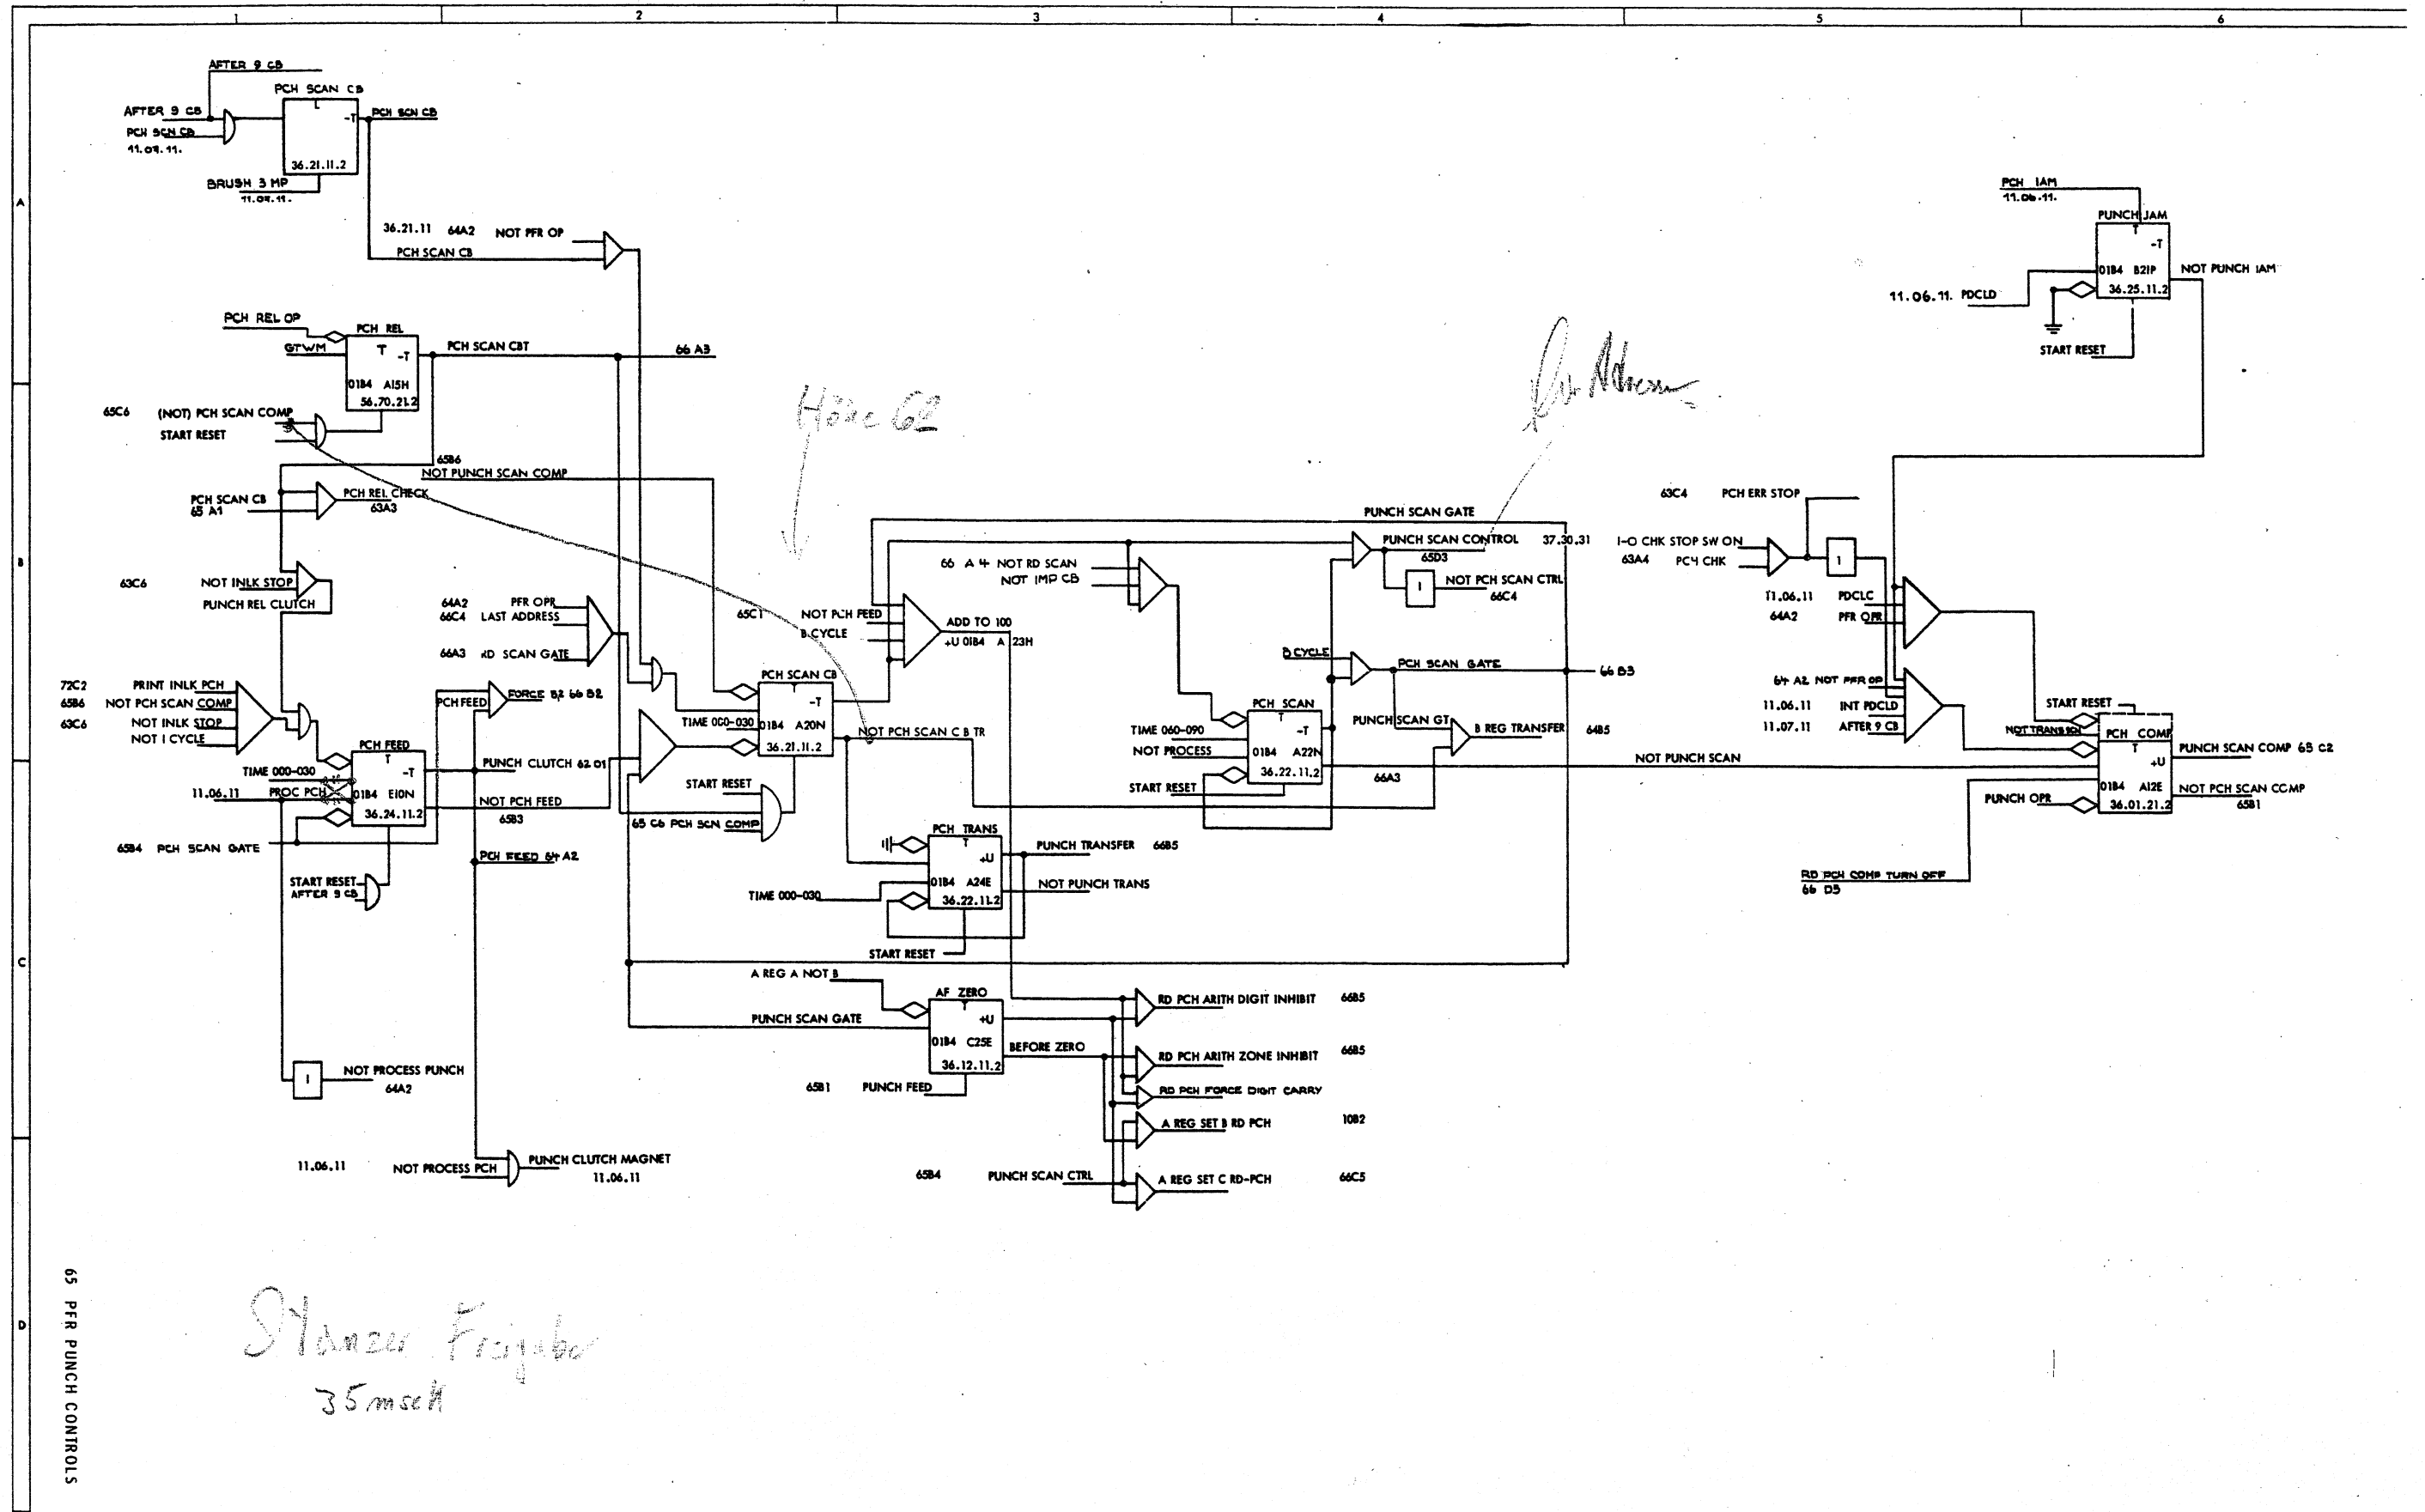 1 2 3 4 5 6
A
B
C
D
AFTER 9 CB
PCH SCAN CB
AFTER 9 CB
PCH SCN CB
11.07.11.
L
-T
36.21.11.2
PCH SCN CB
BRUSH 3 MP
11.07.11.
36.21.11 64A2 NOT PFR OP
PCH SCAN CB
PCH REL OP
GTWM
PCH REL
T
-T
01B4 A15H
56.70.21.2
PCH SCAN CBT
66 A3
65C6 (NOT) PCH SCAN COMP
START RESET
65B6
NOT PUNCH SCAN COMP
PCH SCAN CB
65 A1
PCH REL CHECK
63A3
63C6 NOT INLK STOP
PUNCH REL CLUTCH
72C2 PRINT INLK PCH
65B6 NOT PCH SCAN COMP
63C6 NOT INLK STOP
NOT I CYCLE
PCH FEED
FORCE B2 66 B2
PCH FEED
T
-T
01B4 E10N
36.24.11.2
TIME 000-030
11.06.11 PROC PCH
65B4 PCH SCAN GATE
START RESET
AFTER 9 CB
PUNCH CLUTCH 62 D1
NOT PCH FEED
65B3
PCH FEED 64 A2
I
NOT PROCESS PUNCH
64A2
11.06.11 NOT PROCESS PCH
PUNCH CLUTCH MAGNET
11.06.11
64A2 PFR OPR
66C4 LAST ADDRESS
66A3 RD SCAN GATE
PCH SCAN CB
T
-T
TIME 000-030
01B4 A20N
36.21.11.2
START RESET
65 C6 PCH SCN COMP
NOT PCH SCAN C B TR
65C1 NOT PCH FEED
B CYCLE
ADD TO 100
+U 01B4 A 23H
PCH TRANS
T
+U
01B4 A24E
36.22.11.2
TIME 000-030
START RESET
PUNCH TRANSFER 66B5
NOT PUNCH TRANS
A REG A NOT B
AF ZERO
T
+U
01B4 C25E
36.12.11.2
PUNCH SCAN GATE
BEFORE ZERO
65B1 PUNCH FEED
65B4 PUNCH SCAN CTRL
RD PCH ARITH DIGIT INHIBIT 66B5
RD PCH ARITH ZONE INHIBIT 66B5
RD PCH FORCE DIGIT CARRY
A REG SET B RD PCH 10B2
A REG SET C RD-PCH 66C5
PUNCH SCAN GATE
66 A 4 NOT RD SCAN
NOT IMP CB
PUNCH SCAN CONTROL 37.30.31
65D3
I
NOT PCH SCAN CTRL
66C4
B CYCLE
PCH SCAN GATE
66 B3
PCH SCAN
T
-T
01B4 A22N
36.22.11.2
TIME 060-090
NOT PROCESS
START RESET
PUNCH SCAN GT
B REG TRANSFER 64B5
66A3
NOT PUNCH SCAN
PCH JAM
11.06.11.
PUNCH JAM
T
-T
01B4 B21P
36.25.11.2
NOT PUNCH JAM
11.06.11. PDCLD
START RESET
63C4 PCH ERR STOP
I-O CHK STOP SW ON
63A4 PCH CHK
I
11.06.11 PDCLC
64A2 PFR OPR
64 A2 NOT PFR OP
11.06.11 INT PDCLD
11.07.11 AFTER 9 CB
START RESET
NOT TRANS SCN
PCH COMP
T
+U
01B4 A12E
36.01.21.2
PUNCH OPR
PUNCH SCAN COMP 65 C2
NOT PCH SCAN COMP
65B1
RD PCH COMP TURN OFF
66 D5
Stanzer Freigabe
35 msek
65 PFR PUNCH CONTROLS